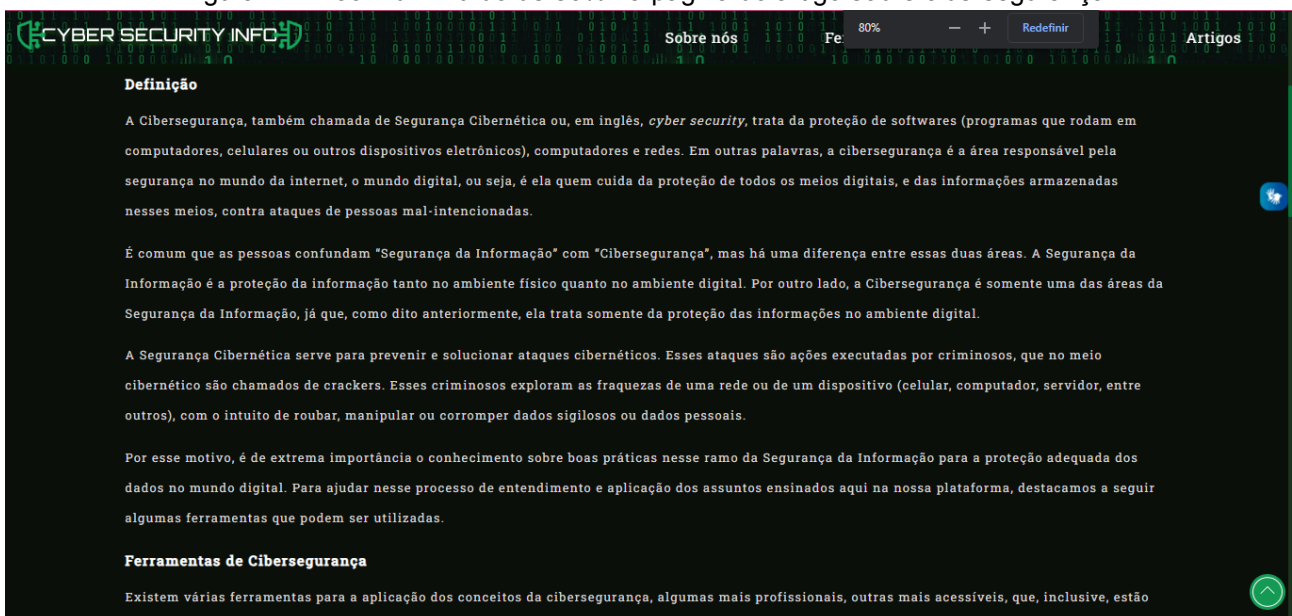 CYBER SECURITY INFO
Sobre nós
80%
Redefinir
Artigos
Definição
A Cibersegurança, também chamada de Segurança Cibernética ou, em inglês, cyber security, trata da proteção de softwares (programas que rodam em
computadores, celulares ou outros dispositivos eletrônicos), computadores e redes. Em outras palavras, a cibersegurança é a área responsável pela
segurança no mundo da internet, o mundo digital, ou seja, é ela quem cuida da proteção de todos os meios digitais, e das informações armazenadas
nesses meios, contra ataques de pessoas mal-intencionadas.
É comum que as pessoas confundam “Segurança da Informação” com “Cibersegurança”, mas há uma diferença entre essas duas áreas. A Segurança da
Informação é a proteção da informação tanto no ambiente físico quanto no ambiente digital. Por outro lado, a Cibersegurança é somente uma das áreas da
Segurança da Informação, já que, como dito anteriormente, ela trata somente da proteção das informações no ambiente digital.
A Segurança Cibernética serve para prevenir e solucionar ataques cibernéticos. Esses ataques são ações executadas por criminosos, que no meio
cibernético são chamados de crackers. Esses criminosos exploram as fraquezas de uma rede ou de um dispositivo (celular, computador, servidor, entre
outros), com o intuito de roubar, manipular ou corromper dados sigilosos ou dados pessoais.
Por esse motivo, é de extrema importância o conhecimento sobre boas práticas nesse ramo da Segurança da Informação para a proteção adequada dos
dados no mundo digital. Para ajudar nesse processo de entendimento e aplicação dos assuntos ensinados aqui na nossa plataforma, destacamos a seguir
algumas ferramentas que podem ser utilizadas.
Ferramentas de Cibersegurança
Existem várias ferramentas para a aplicação dos conceitos da cibersegurança, algumas mais profissionais, outras mais acessíveis, que, inclusive, estão